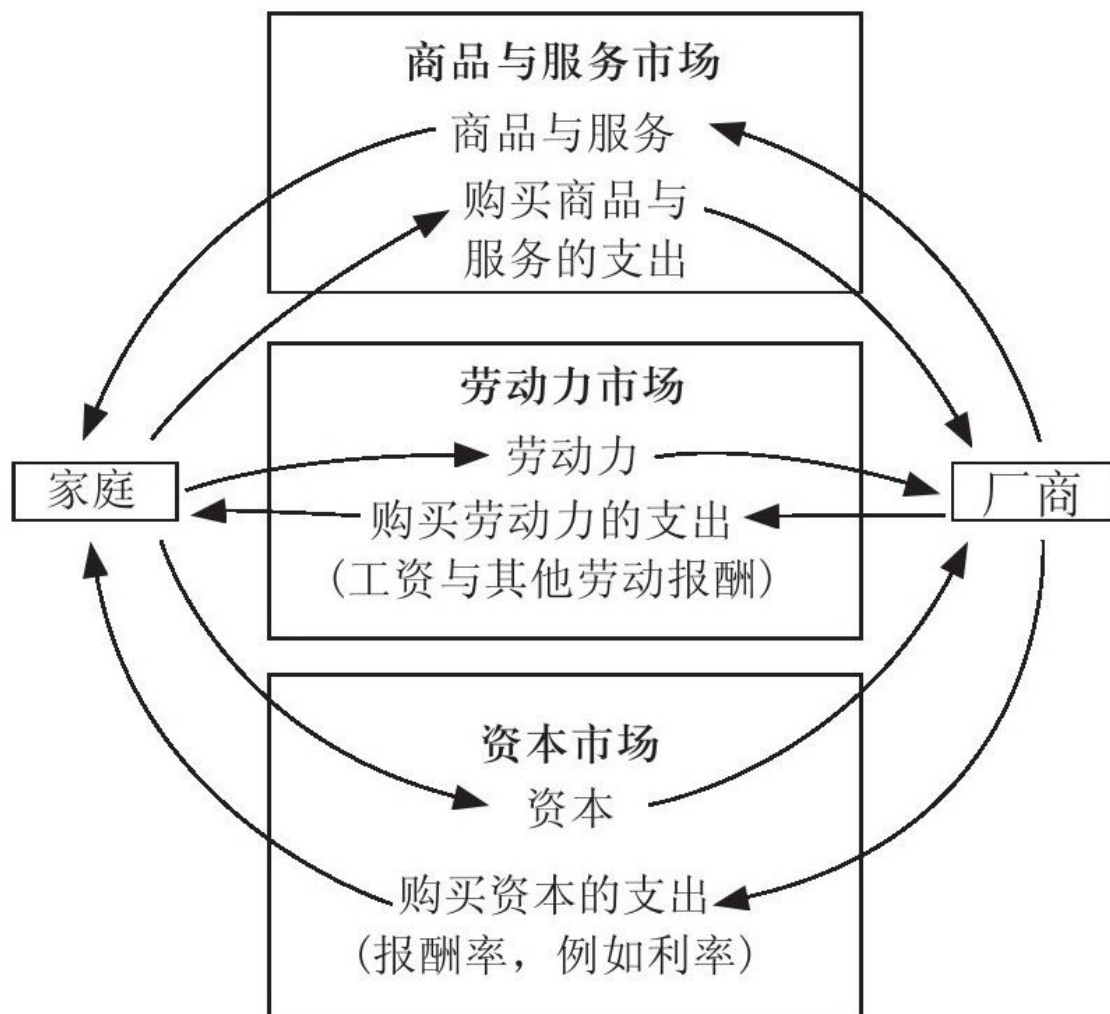 商品与服务市场
商品与服务
购买商品与
服务的支出
劳动力市场
劳动力
家庭
厂商
购买劳动力的支出
(工资与其他劳动报酬)
资本市场
资本
购买资本的支出
(报酬率，例如利率)